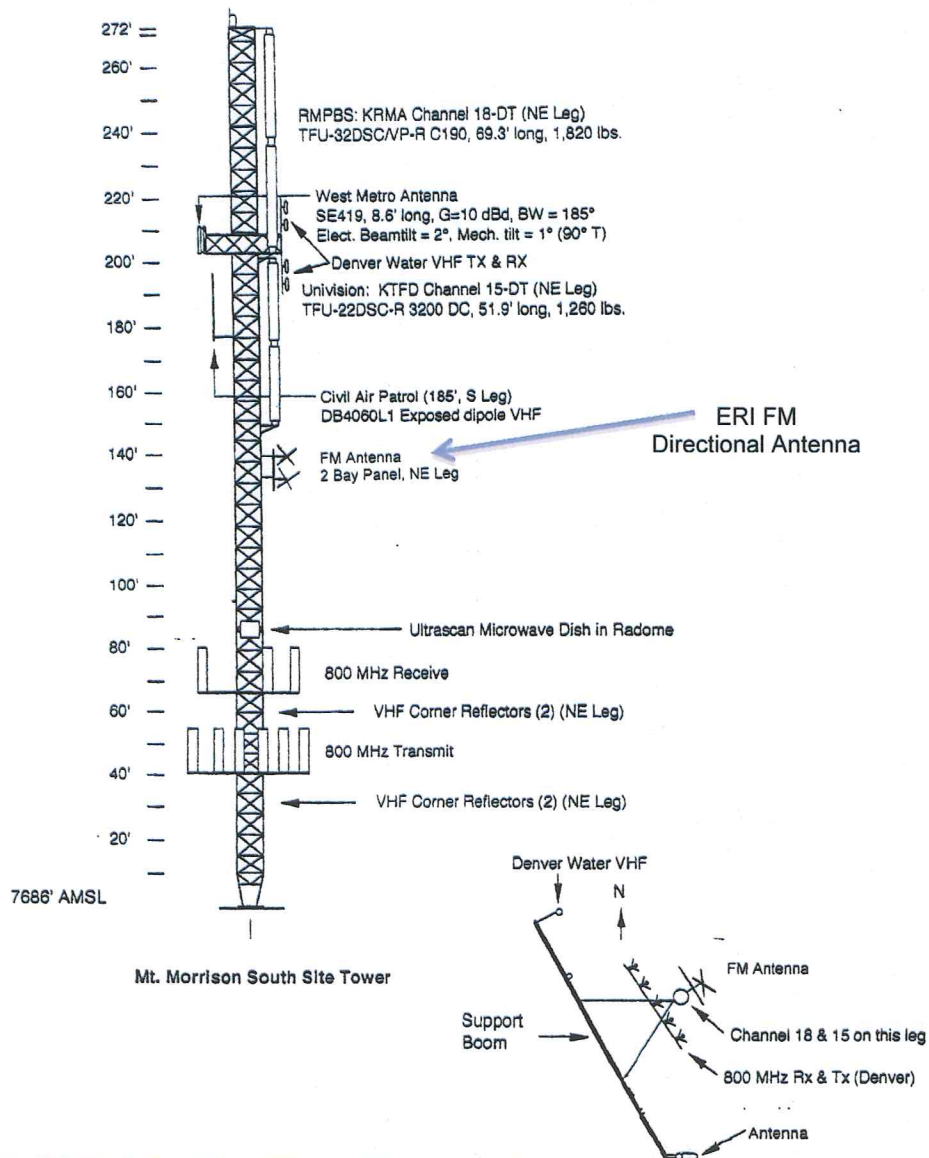 272'
260'
240'
220'
200'
180'
160'
140'
120'
100'
80'
60'
40'
20'
7686' AMSL
RMPBS: KRMA Channel 18-DT (NE Leg)
TFU-32DSC/VP-R C190, 69.3' long, 1,820 lbs.
West Metro Antenna
SE419, 8.6' long, G=10 dBd, BW = 185°
Elect. Beamtilt = 2°, Mech. tilt = 1° (90° T)
Denver Water VHF TX & RX
Univision: KTFD Channel 15-DT (NE Leg)
TFU-22DSC-R 3200 DC, 51.9' long, 1,260 lbs.
Civil Air Patrol (185', S Leg)
DB4060L1 Exposed dipole VHF
ERI FM
Directional Antenna
FM Antenna
2 Bay Panel, NE Leg
Ultrascan Microwave Dish in Radome
800 MHz Receive
VHF Corner Reflectors (2) (NE Leg)
800 MHz Transmit
VHF Corner Reflectors (2) (NE Leg)
Mt. Morrison South Site Tower
Denver Water VHF
N
FM Antenna
Support
Boom
Channel 18 & 15 on this leg
800 MHz Rx & Tx (Denver)
Antenna